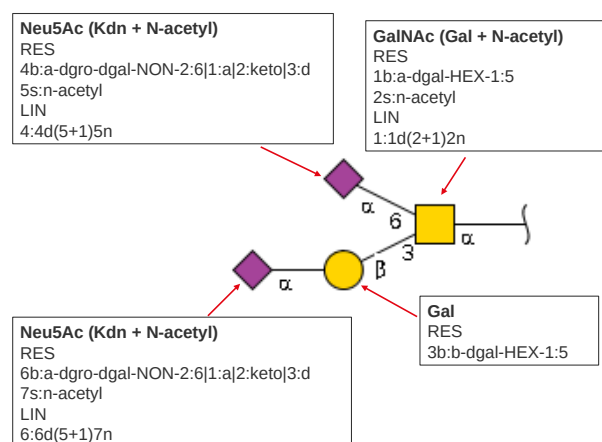 Neu5Ac (Kdn + N-acetyl)
RES
4b:a-dgro-dgal-NON-2:6|1:a|2:keto|3:d
5s:n-acetyl
LIN
4:4d(5+1)5n
GalNAc (Gal + N-acetyl)
RES
1b:a-dgal-HEX-1:5
2s:n-acetyl
LIN
1:1d(2+1)2n
α
6
α
3
β
α
Gal
RES
3b:b-dgal-HEX-1:5
Neu5Ac (Kdn + N-acetyl)
RES
6b:a-dgro-dgal-NON-2:6|1:a|2:keto|3:d
7s:n-acetyl
LIN
6:6d(5+1)7n